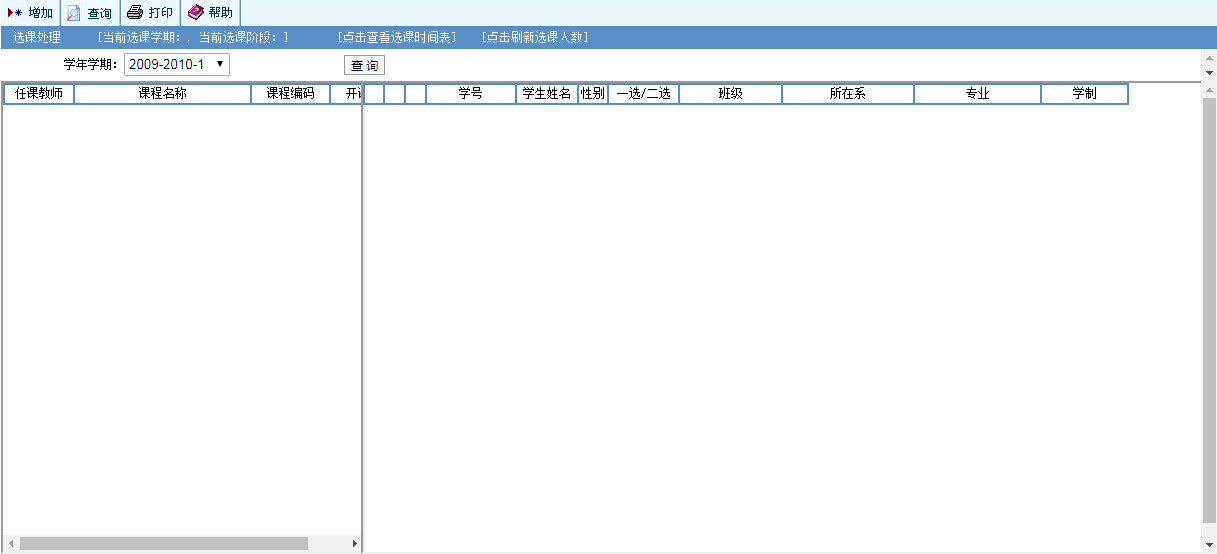 增加 查询 打印 帮助
选课处理 [当前选课学期：，当前选课阶段：] [点击查看选课时间表] [点击刷新选课人数]
学年学期： 2009-2010-1 查 询
任课教师 课程名称 课程编码 学号 学生姓名 性别 一选/二选 班级 所在系 专业 学制